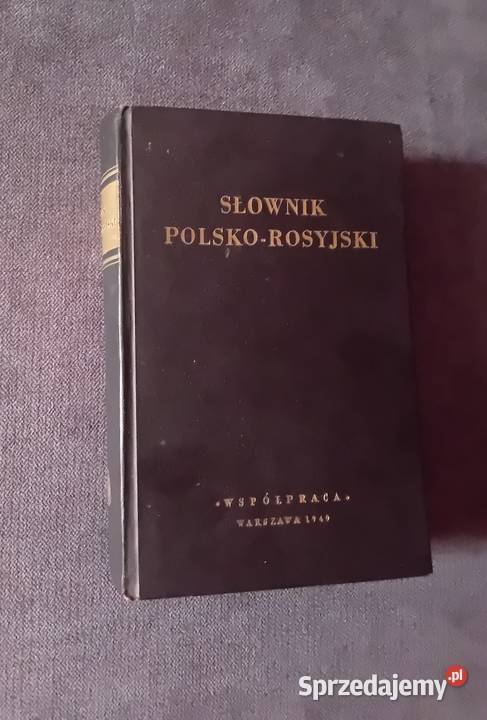 SŁOWNIK
POLSKO-ROSYJSKI
•WSPÓŁPRACA•
WARSZAWA 1949
Sprzedajemy.pl